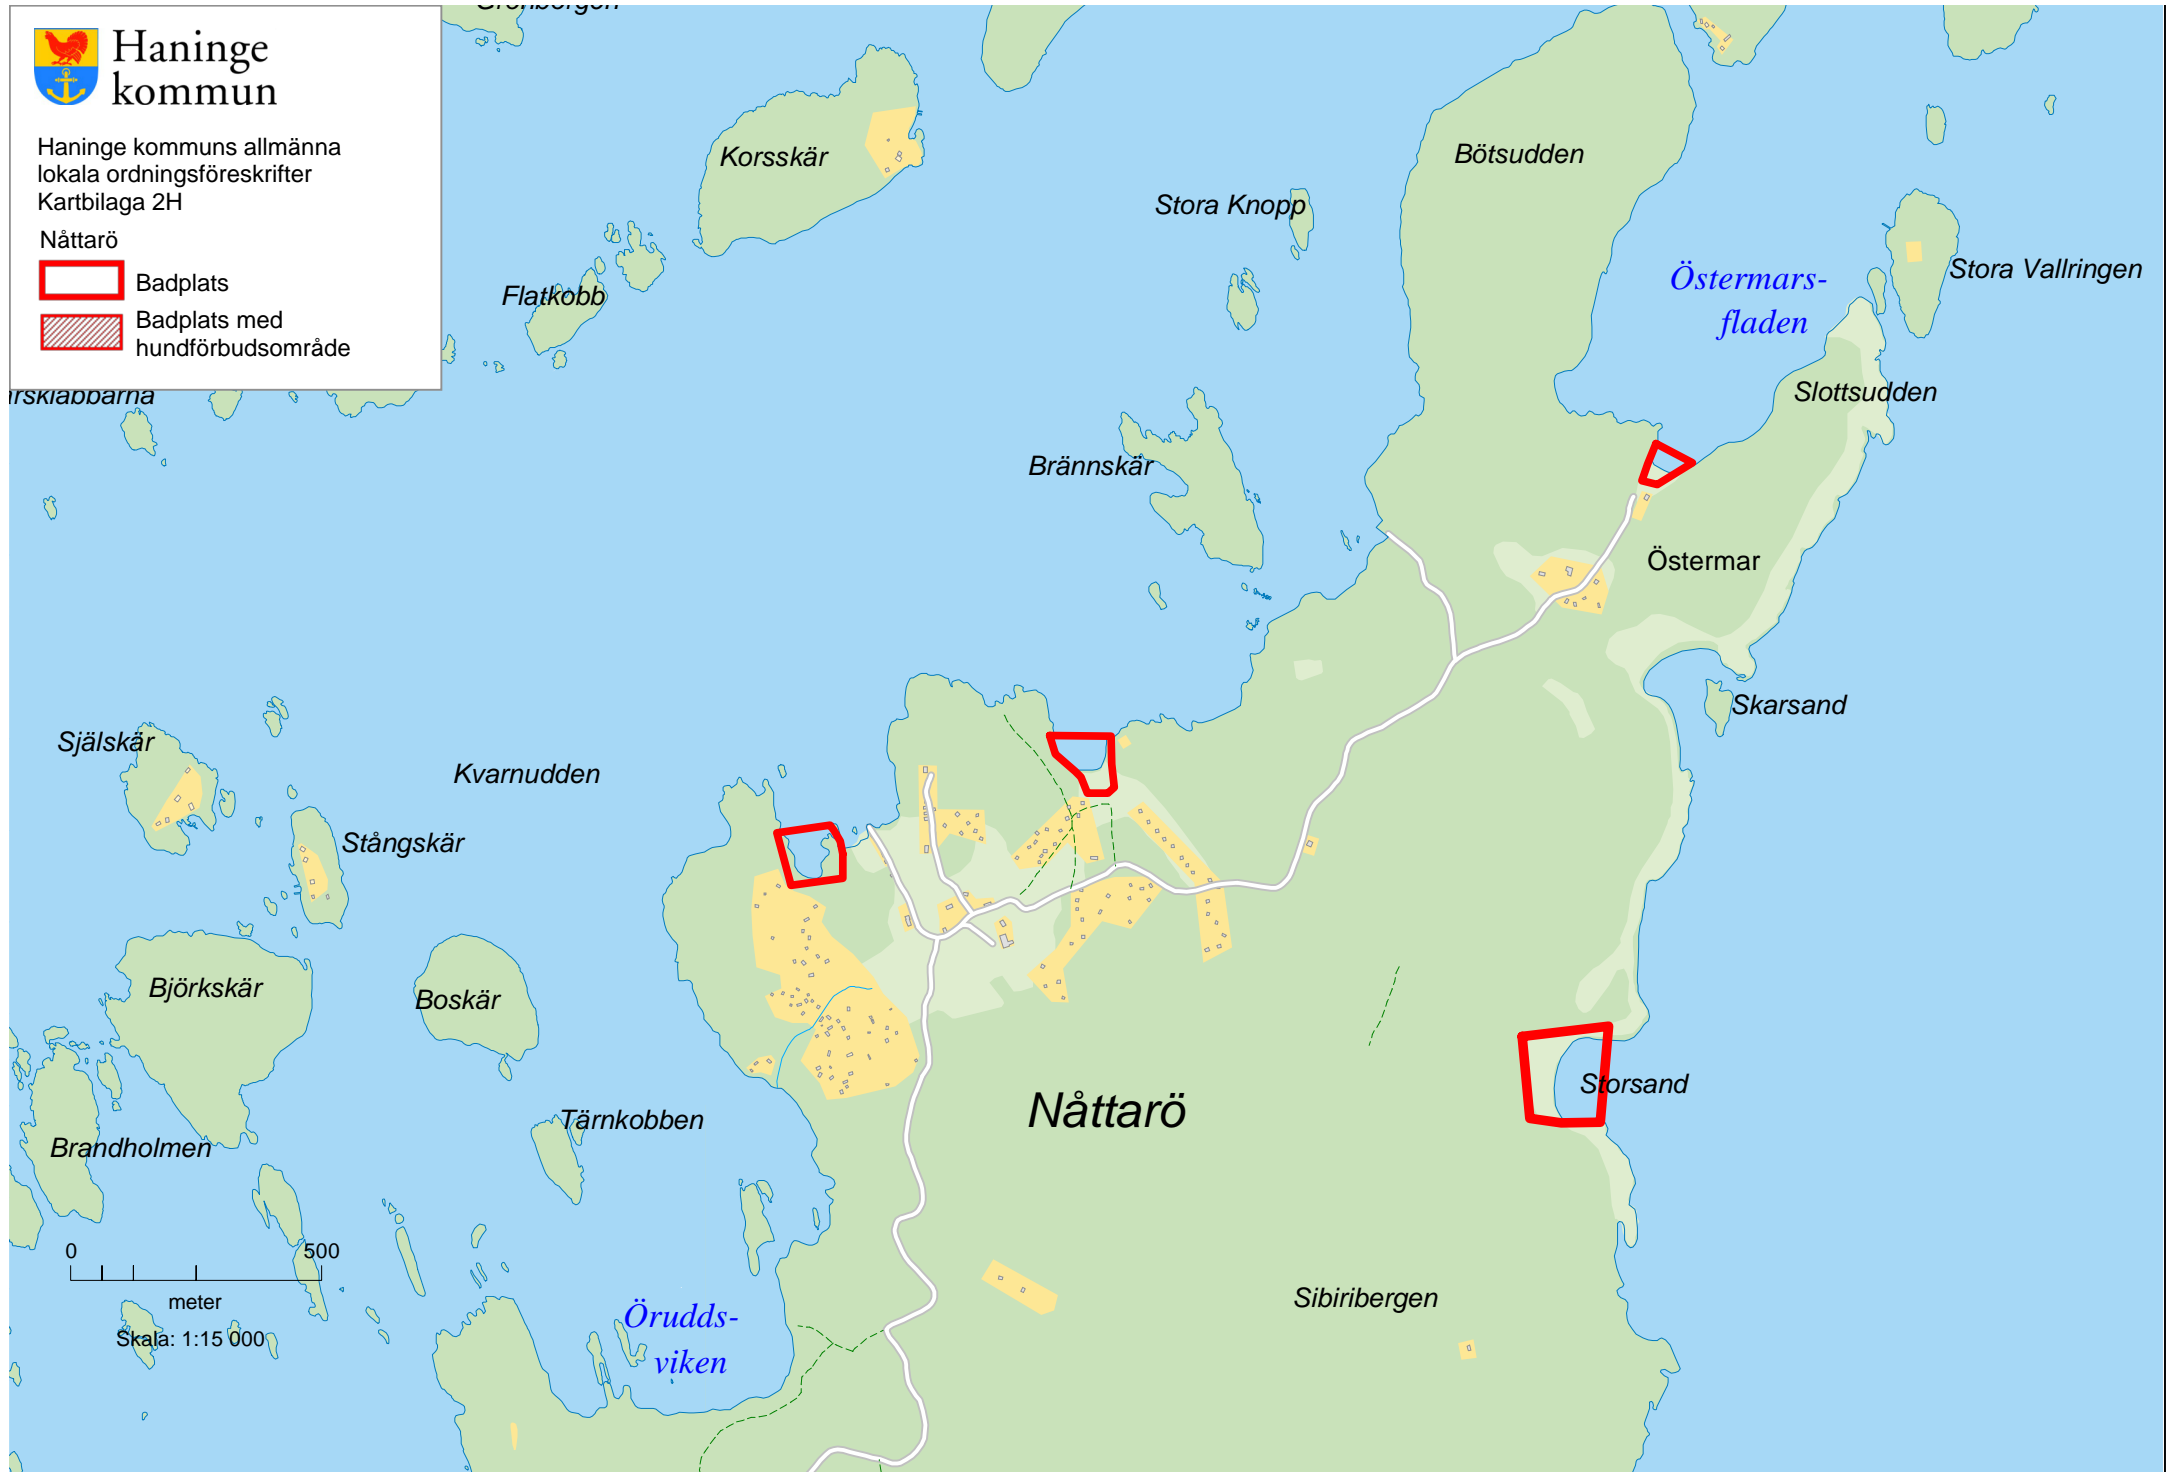 Haninge
kommun
Haninge kommuns allmänna
lokala ordningsföreskrifter
Kartbilaga 2H
Nåttarö
Badplats
Badplats med
hundförbudsområde
Korsskär
Bötsudden
Stora Knopp
Östermars-
fladen
Stora Vallringen
Flatkobb
Slottsudden
Brännskär
Östermar
Skarsand
Själskär
Kvarnudden
Stångskär
Björkskär
Boskär
Storsand
Nåttarö
Tärnkobben
Brandholmen
0 500
meter
Skala: 1:15 000
Sibiribergen
Örudds-
viken